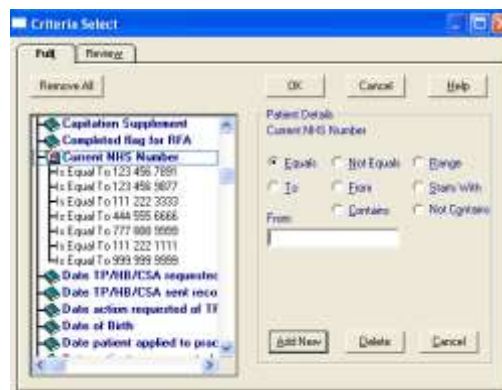 Criteria Select
Full
Review
Remove All
OK
Cancel
Help
Capitation Supplement
Completed flag for RFA
Current NHS Number
Is Equal To 123 456 7891
Is Equal To 123 456 9877
Is Equal To 111 222 3333
Is Equal To 444 555 6666
Is Equal To 777 888 9999
Is Equal To 111 222 1111
Is Equal To 999 999 9999
Date TP/HB/CSA requested
Date TP/HB/CSA sent reco
Date action requested of TP
Date of Birth
Date patient applied to prac
Patient Details
Current NHS Number
Equals
Not Equals
Range
To
From
Starts With
Contains
Not Contains
From
Add New
Delete
Cancel